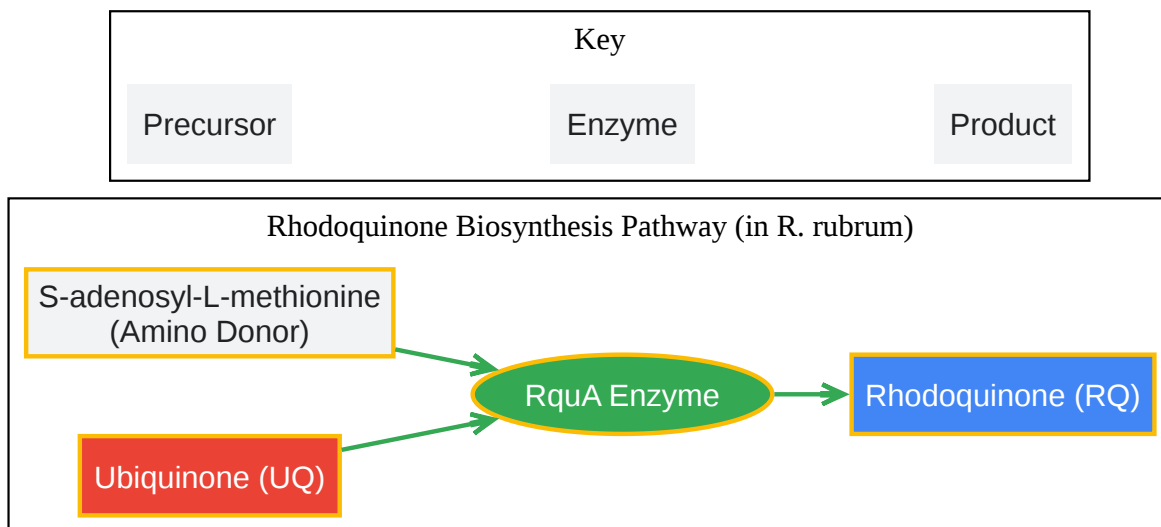 Key
Precursor
Enzyme
Product
Rhodoquinone Biosynthesis Pathway (in R. rubrum)
S-adenosyl-L-methionine
(Amino Donor)
RquA Enzyme
Rhodoquinone (RQ)
Ubiquinone (UQ)